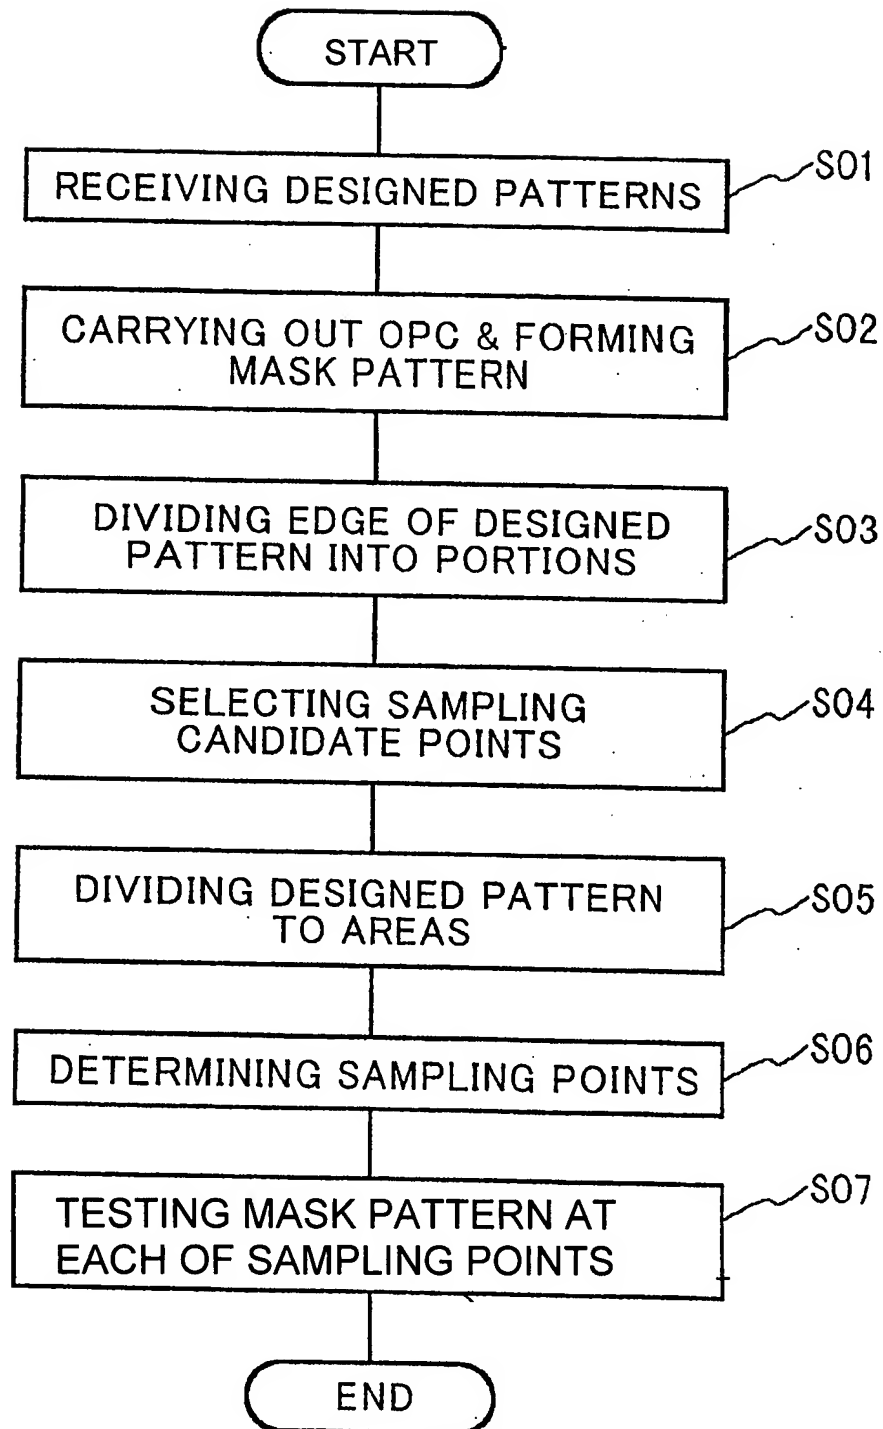 START
RECEIVING DESIGNED PATTERNS
S01
CARRYING OUT OPC & FORMING
MASK PATTERN
S02
DIVIDING EDGE OF DESIGNED
PATTERN INTO PORTIONS
S03
SELECTING SAMPLING
CANDIDATE POINTS
S04
DIVIDING DESIGNED PATTERN
TO AREAS
S05
DETERMINING SAMPLING POINTS
S06
TESTING MASK PATTERN AT
EACH OF SAMPLING POINTS
S07
END